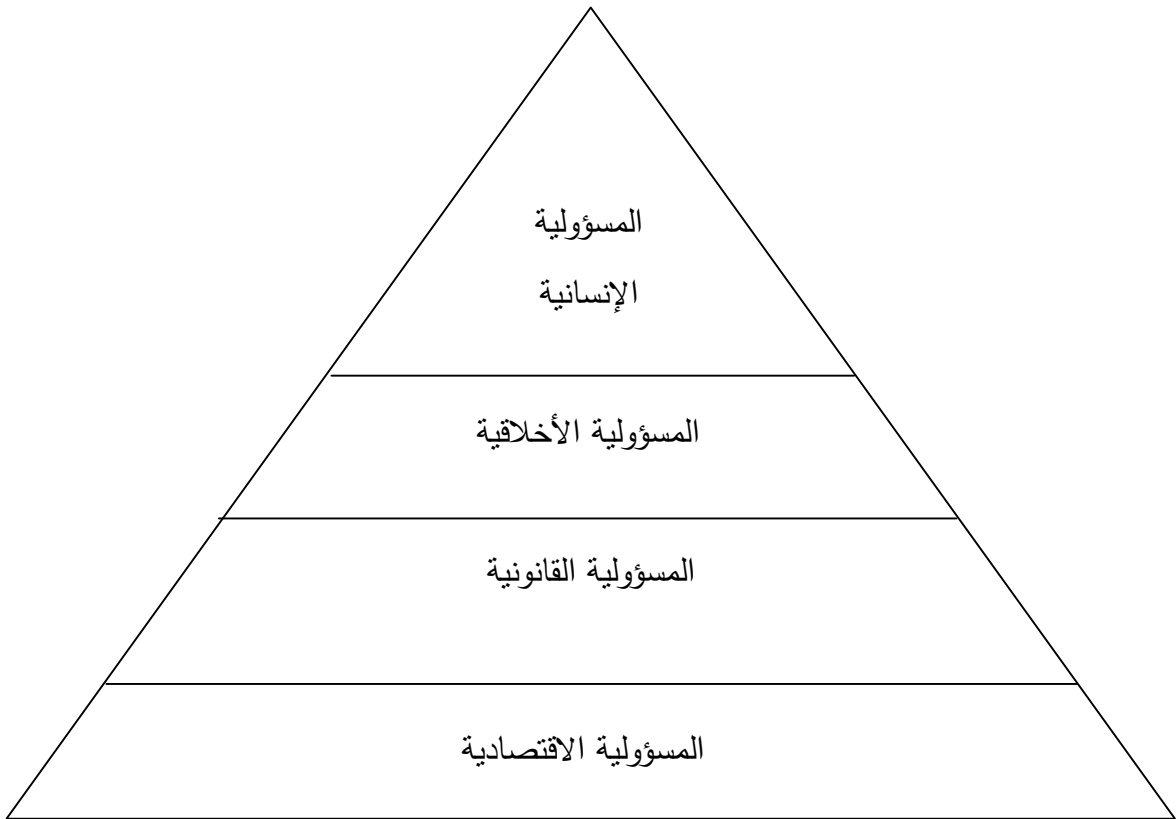 المسؤولية
الإنسانية
المسؤولية الأخلاقية
المسؤولية القانونية
المسؤولية الاقتصادية